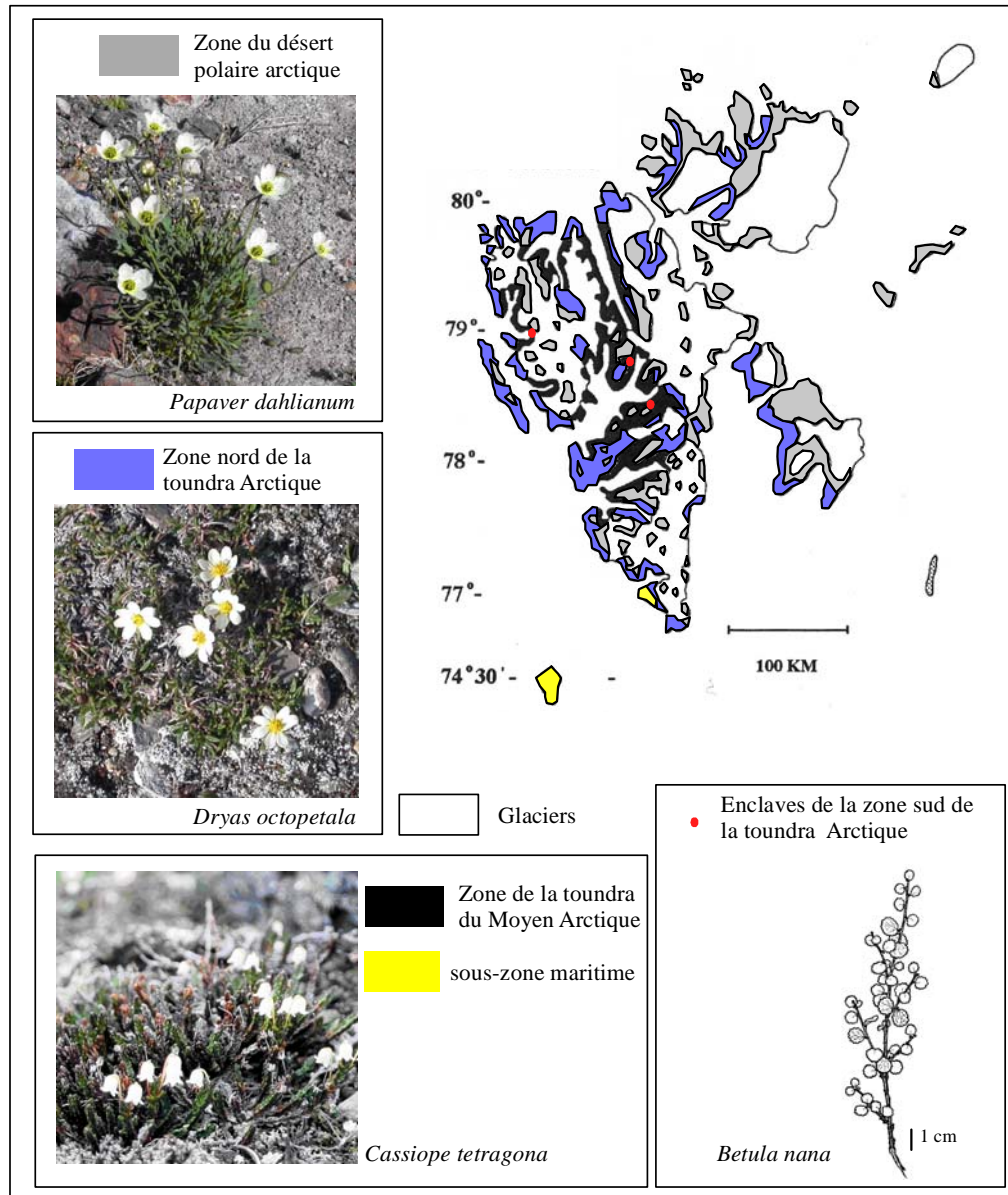 Zone du désert
polaire arctique
Papaver dahlianum
Zone nord de la
toundra Arctique
Dryas octopetala
80°-
79°-
78°-
77°-
74°30'- -
100 KM
Glaciers
Zone de la toundra
du Moyen Arctique
sous-zone maritime
Cassiope tetragona
Enclaves de la zone sud de
la toundra Arctique
1 cm
Betula nana